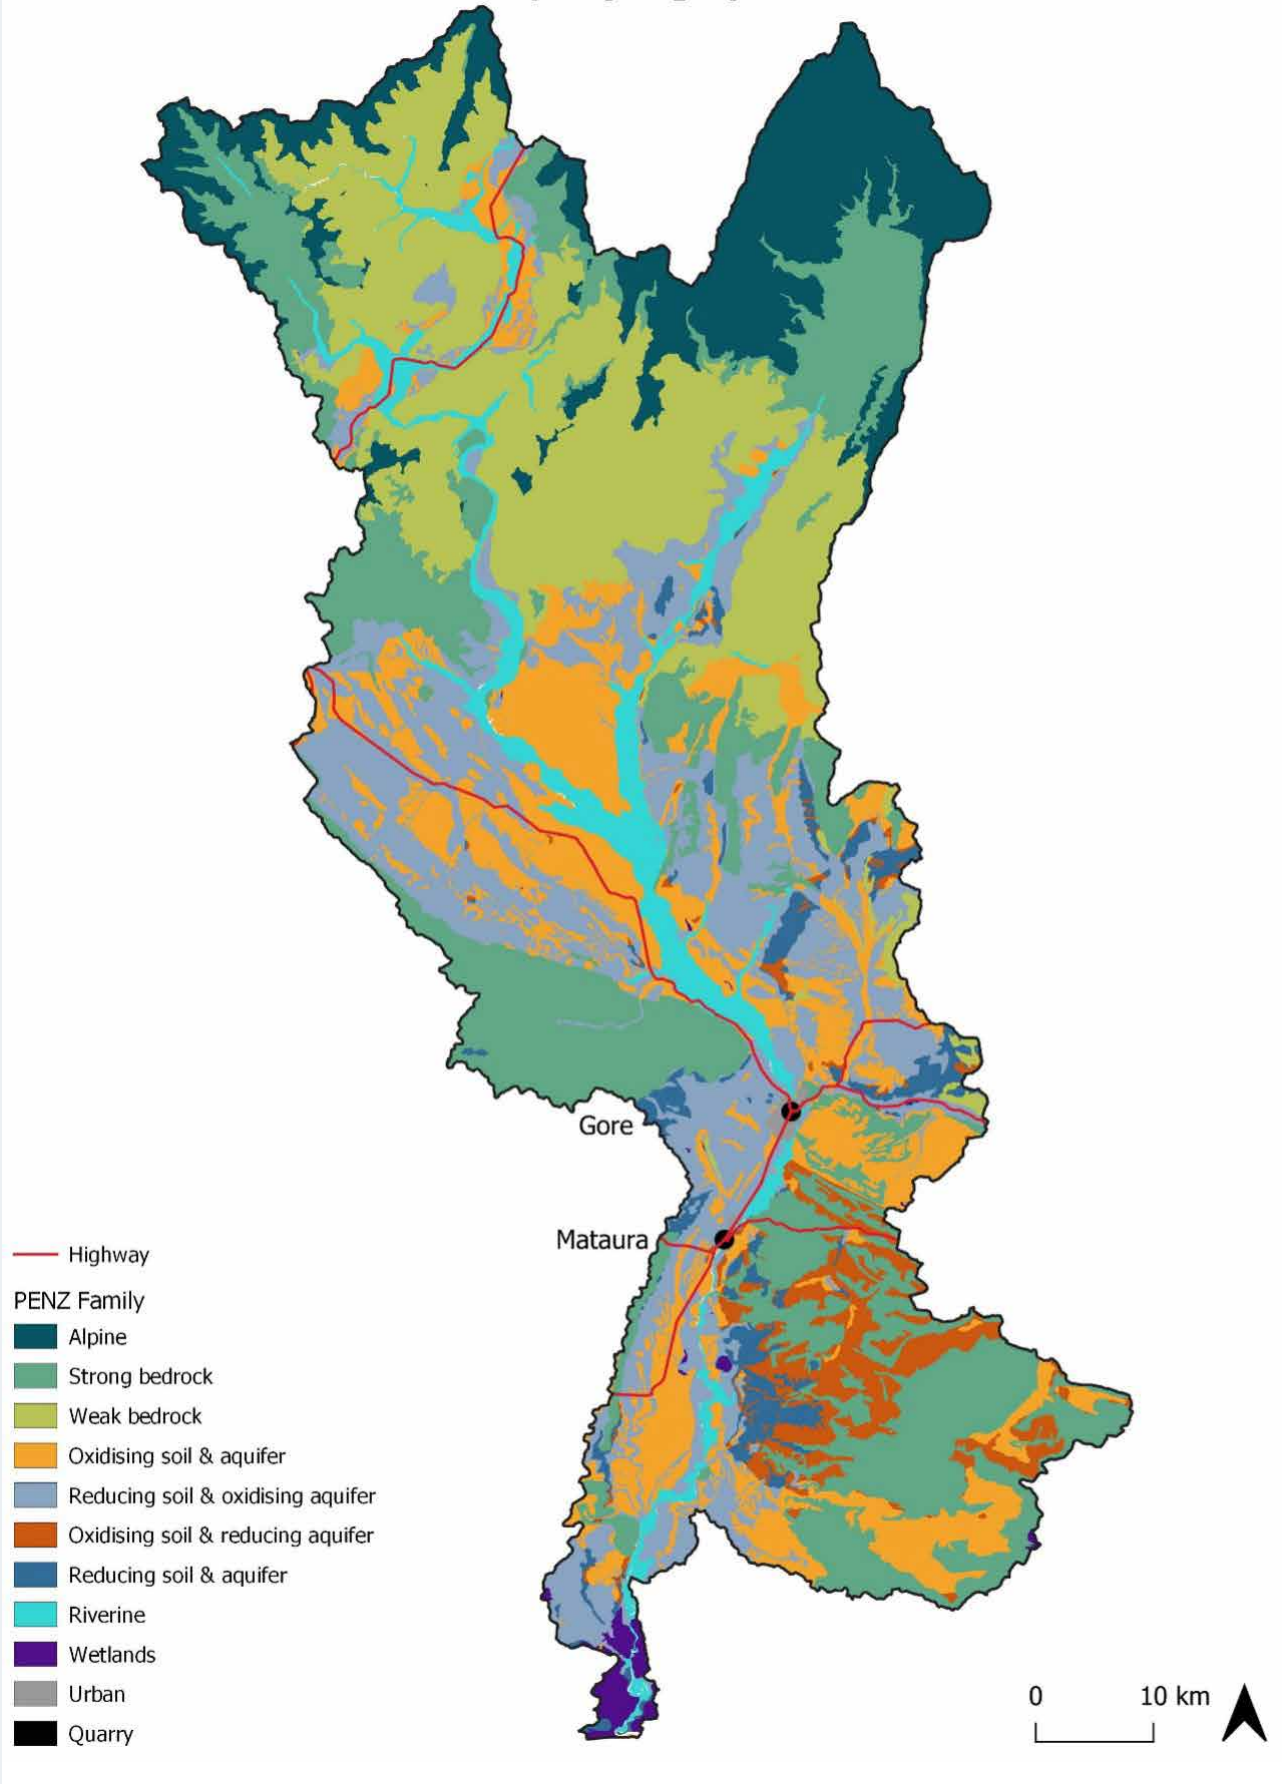 Gore
Mataura
Highway
PENZ Family
Alpine
Strong bedrock
Weak bedrock
Oxidising soil & aquifer
Reducing soil & oxidising aquifer
Oxidising soil & reducing aquifer
Reducing soil & aquifer
Riverine
Wetlands
Urban
Quarry
0 10 km